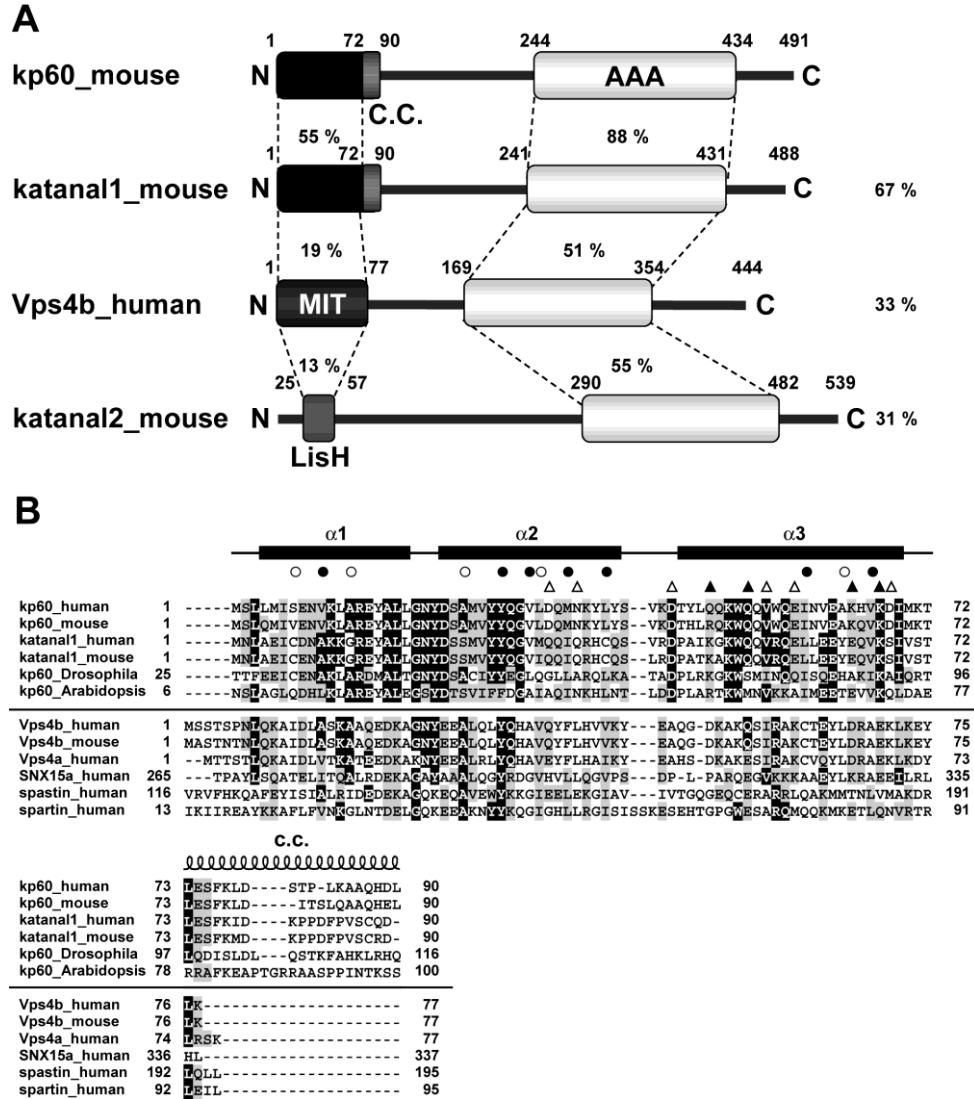 A
1 72 90 244 434 491
kp60_mouse N AAA C
C.C.
55 % 88 %
1 72 90 241 431 488
katanal1_mouse N C 67 %
19 % 51 %
1 77 169 354 444
Vps4b_human N MIT C 33 %
13 % 55 %
25 57 290 482 539
katanal2_mouse N C 31 %
LisH
B
α1 α2 α3
kp60_human 1 -----MSLLMISENVKLAREYALLGNYDSAMVYYQGVLDQMNKYLYS---VKDTYLQQKWQQVWQEINVEAKHVKDIMKT 72
kp60_mouse 1 -----MSLQMIVENVKLAREYALLGNYDSAMVYYQGVLDQMNKYLYS---VKDTHLRQKWQQVWQEINVEAKQVKDIMKT 72
katanal1_human 1 -----MNLAEICDNAKKGREYALLGNYDSSMVYYQGVMQQIQRHCQS---VRDPAIKGKWQQVRQELLEEYEQVKSIVST 72
katanal1_mouse 1 -----MNLAEICENAKKGREYALLGNYDSSMVYYQGVIQQIQRHCQS---LRDPATKAKWQQVRQELLEEYEQVKSIVST 72
kp60_Drosophila 25 ----TTFEEICNNAKLARDMALTGNYDSACIYYEGLQGLLARQLKA---TADPLRKGKWSMINQQISQEHAKIKAIQRT 96
kp60_Arabidopsis 6 -----NSLAGLQDHLKLAREYALEGSYDTSVIFFDGAIAQINKHLNT---LDDPLARTKWMNVKKAIMEETEVVKQLDAE 77
Vps4b_human 1 MSSTSPNLQKAIDLASKAAQEDKAGNYEEALQLYQHAVQYFLHVVKY---EAQG-DKAKQSIRAKCTEYLDRAEKLKEY 75
Vps4b_mouse 1 MASTNTNLQKAIDLASKAAQEDKAGNYEEALQLYQHAVQYFLHVVKY---EAQG-DKAKQSIRAKCTEYLDRAEKLKEY 75
Vps4a_human 1 --MTTSTLQKAIDLVTKATEEDKAKNYEEALRLYQHAVEYFLHAIKY---EAHS-DKAKESIRAKCVQYLDRAEKLKDY 73
SNX15a_human 265 ---TPAYLSQATELITQALRDEKAGAYAAALQGYRDGVHVLLQGVPS---D-PL-PARQEGVKKKAAEYLKRAEEILRL 335
spastin_human 116 VRVFHKQAFEYISIALRIDEDEKAGQKEQAVEWYKKGIEELEKGIAV---IVTGQGEQCERARRLQAKMMTNLVMAKDR 191
spartin_human 13 IKIIREAYKKAFLFVNKGLNTDELGQKEEAKNYYKQGIGHLLRGISISSKESEHTGPGWESARQMQQKMKETLQNVRTR 91
c.c.
kp60_human 73 LESFKLD----STP-LKAAQHDL 90
kp60_mouse 73 LESFKLD----ITSLQAAQHEL 90
katanal1_human 73 LESFKID----KPPDFPVSCQD- 90
katanal1_mouse 73 LESFKMD----KPPDFPVSCRD- 90
kp60_Drosophila 97 LQDISLDL--QSTKFAHKLRHQ 116
kp60_Arabidopsis 78 RRAFKEAPTGRRAASPPINTKSS 100
Vps4b_human 76 LK--------------------- 77
Vps4b_mouse 76 LK--------------------- 77
Vps4a_human 74 LRSK------------------- 77
SNX15a_human 336 HL--------------------- 337
spastin_human 192 LQLL------------------- 195
spartin_human 92 LEIL------------------- 95